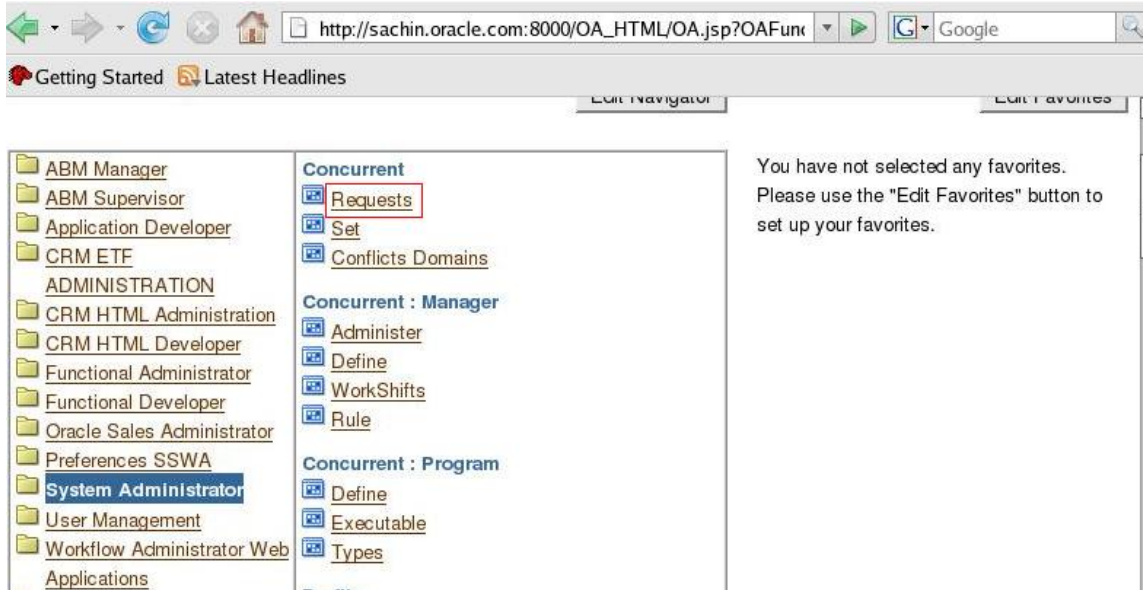 http://sachin.oracle.com:8000/OA_HTML/OA.jsp?OAFunc
G
Google
Getting Started
Latest Headlines
Edit Navigator
Edit Favorites
ABM Manager
ABM Supervisor
Application Developer
CRM ETF
ADMINISTRATION
CRM HTML Administration
CRM HTML Developer
Functional Administrator
Functional Developer
Oracle Sales Administrator
Preferences SSWA
System Administrator
User Management
Workflow Administrator Web
Applications
Concurrent
Requests
Set
Conflicts Domains
Concurrent : Manager
Administer
Define
WorkShifts
Rule
Concurrent : Program
Define
Executable
Types
You have not selected any favorites.
Please use the "Edit Favorites" button to
set up your favorites.